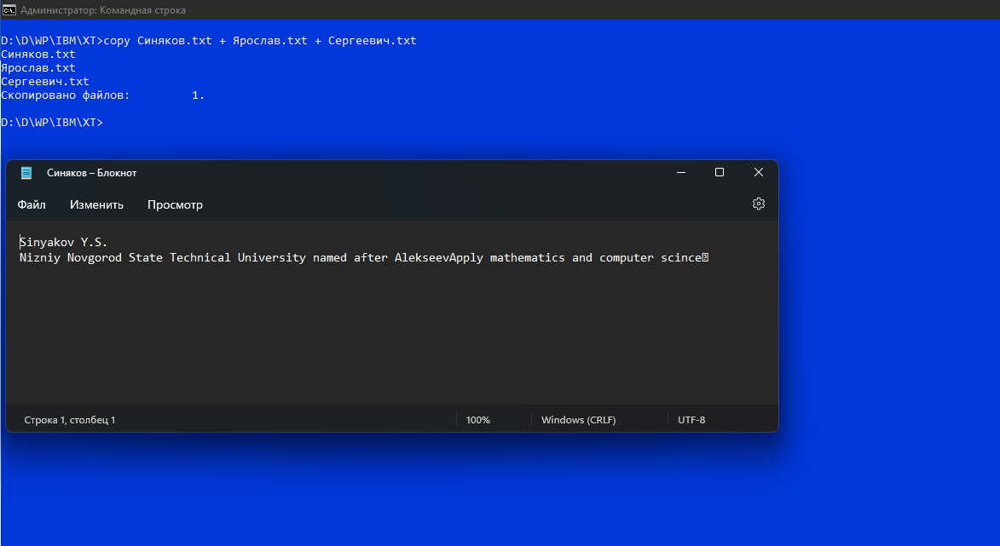 Администратор: Командная строка
D:\D\WP\IBM\XT>copy Синяков.txt + Ярослав.txt + Сергеевич.txt
Синяков.txt
Ярослав.txt
Сергеевич.txt
Скопировано файлов:         1.
D:\D\WP\IBM\XT>
Синяков – Блокнот
Файл Изменить Просмотр
Sinyakov Y.S.
Nizniy Novgorod State Technical University named after AlekseevApply mathematics and computer scince
Строка 1, столбец 1 100% Windows (CRLF) UTF-8